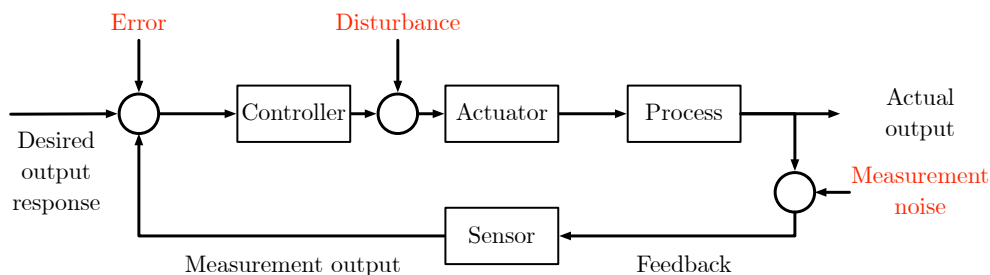 Error
Disturbance
Controller
Actuator
Process
Actual
output
Desired
output
response
Measurement
noise
Sensor
Measurement output
Feedback